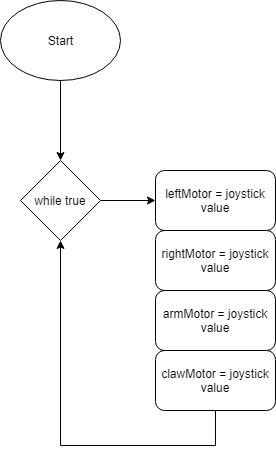 Start
while true
leftMotor = joystick
value
rightMotor = joystick
value
armMotor = joystick
value
clawMotor = joystick
value